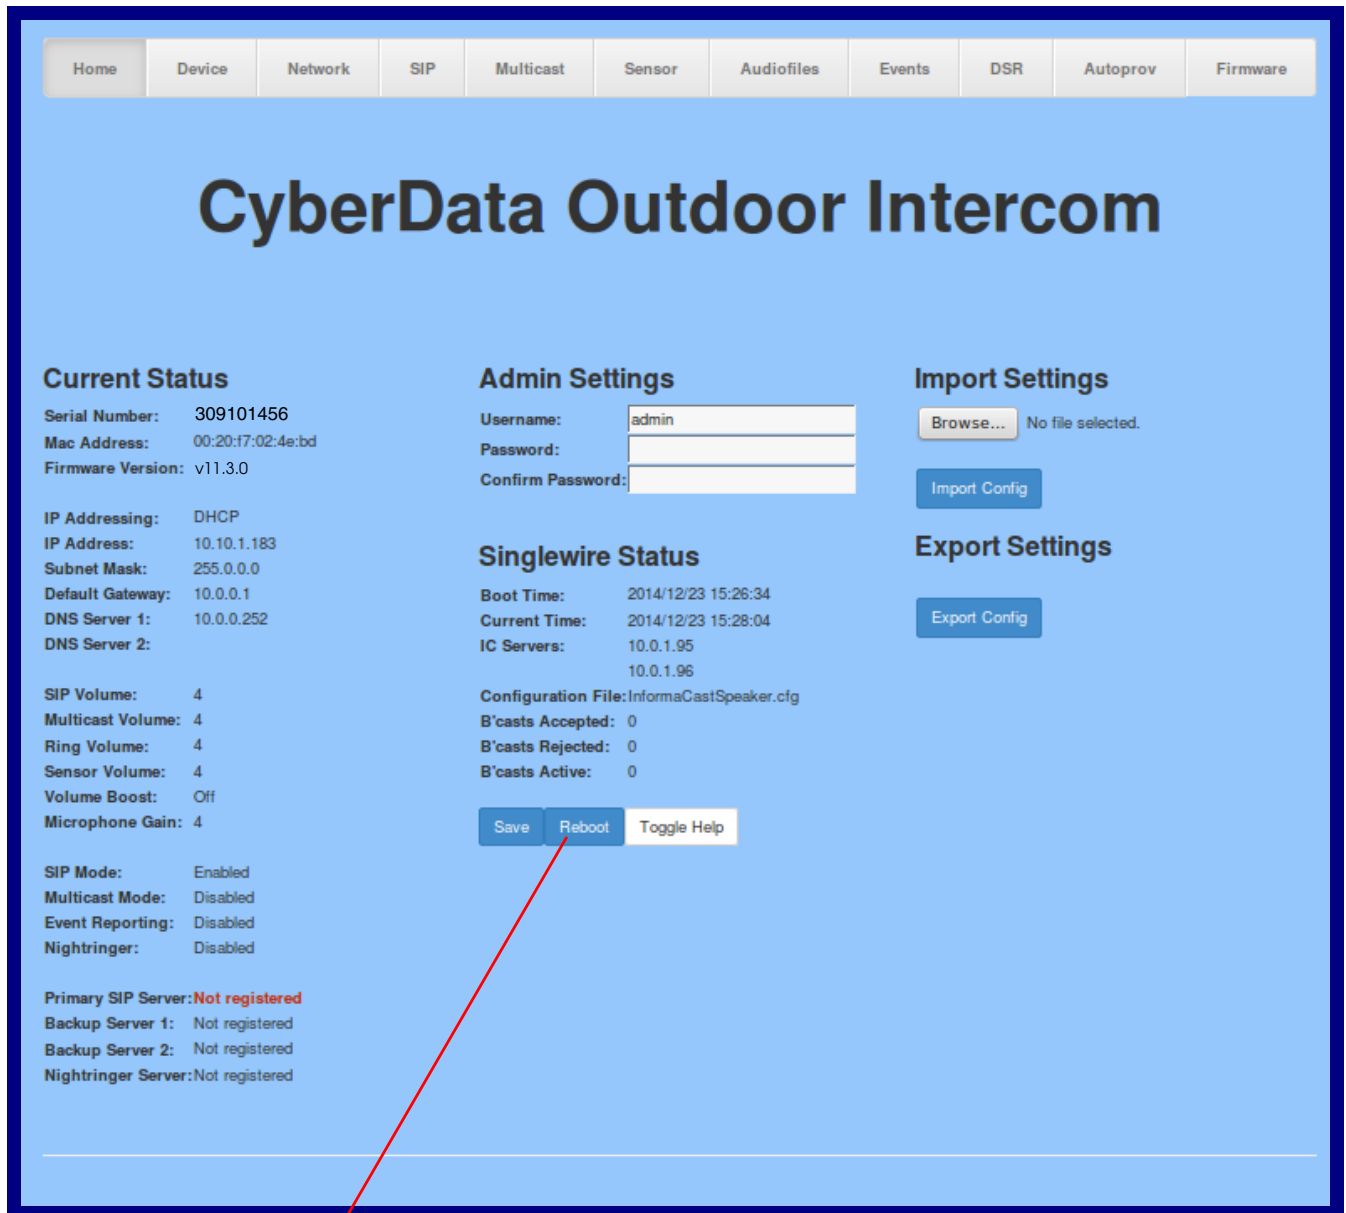 Home Device Network SIP Multicast Sensor Audiofiles Events DSR Autoprov Firmware
CyberData Outdoor Intercom
Current Status
Serial Number: 309101456
Mac Address: 00:20:f7:02:4e:bd
Firmware Version: v11.3.0
IP Addressing: DHCP
IP Address: 10.10.1.183
Subnet Mask: 255.0.0.0
Default Gateway: 10.0.0.1
DNS Server 1: 10.0.0.252
DNS Server 2:
SIP Volume: 4
Multicast Volume: 4
Ring Volume: 4
Sensor Volume: 4
Volume Boost: Off
Microphone Gain: 4
SIP Mode: Enabled
Multicast Mode: Disabled
Event Reporting: Disabled
Nightringer: Disabled
Primary SIP Server: Not registered
Backup Server 1: Not registered
Backup Server 2: Not registered
Nightringer Server: Not registered
Admin Settings
Username: admin
Password:
Confirm Password:
Singlewire Status
Boot Time: 2014/12/23 15:26:34
Current Time: 2014/12/23 15:28:04
IC Servers: 10.0.1.95
10.0.1.96
Configuration File: InformaCastSpeaker.cfg
B'casts Accepted: 0
B'casts Rejected: 0
B'casts Active: 0
Save Reboot Toggle Help
Import Settings
Browse... No file selected.
Import Config
Export Settings
Export Config